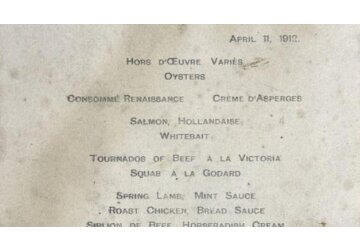 APRIL 11, 1912.
HORS D'ŒUVRE VARIÉS
OYSTERS
CONSOMMÉ RENAISSANCE CRÈME D'ASPERGES
SALMON, HOLLANDAISE
WHITEBAIT
TOURNADOS OF BEEF À LA VICTORIA
SQUAB À LA GODARD
SPRING LAMB, MINT SAUCE
ROAST CHICKEN, BREAD SAUCE
SIRLION OF BEEF, HORSERADISH CREAM